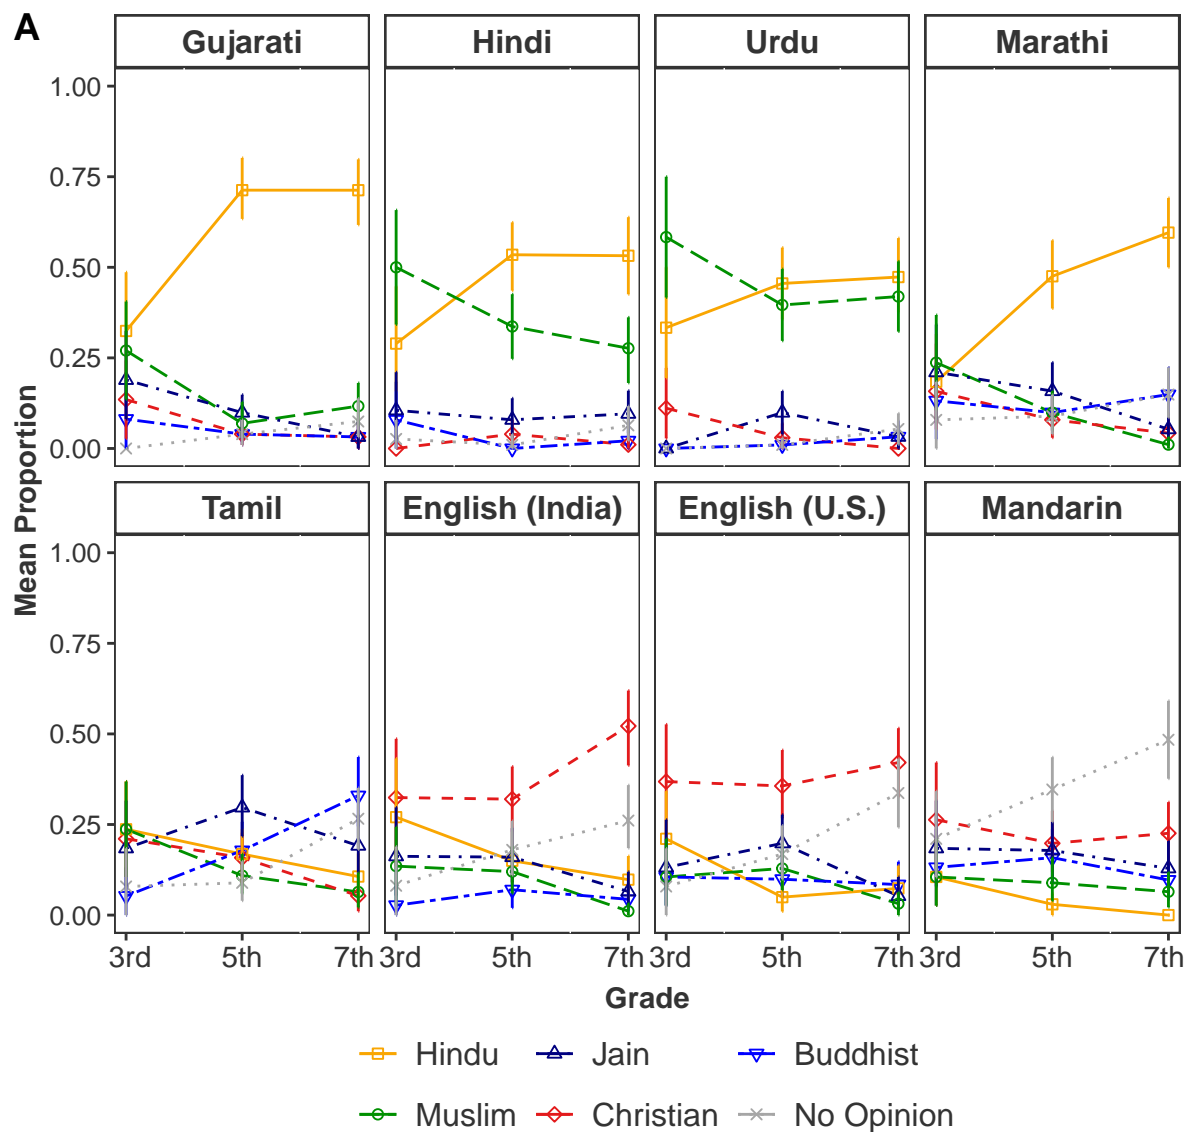 A
Gujarati Hindi Urdu Marathi
1.00
0.75
0.50
0.25
0.00
Mean Proportion
Tamil English (India) English (U.S.) Mandarin
1.00
0.75
0.50
0.25
0.00
3rd 5th 7th 3rd 5th 7th 3rd 5th 7th 3rd 5th 7th
Grade
Hindu Jain Buddhist
Muslim Christian No Opinion